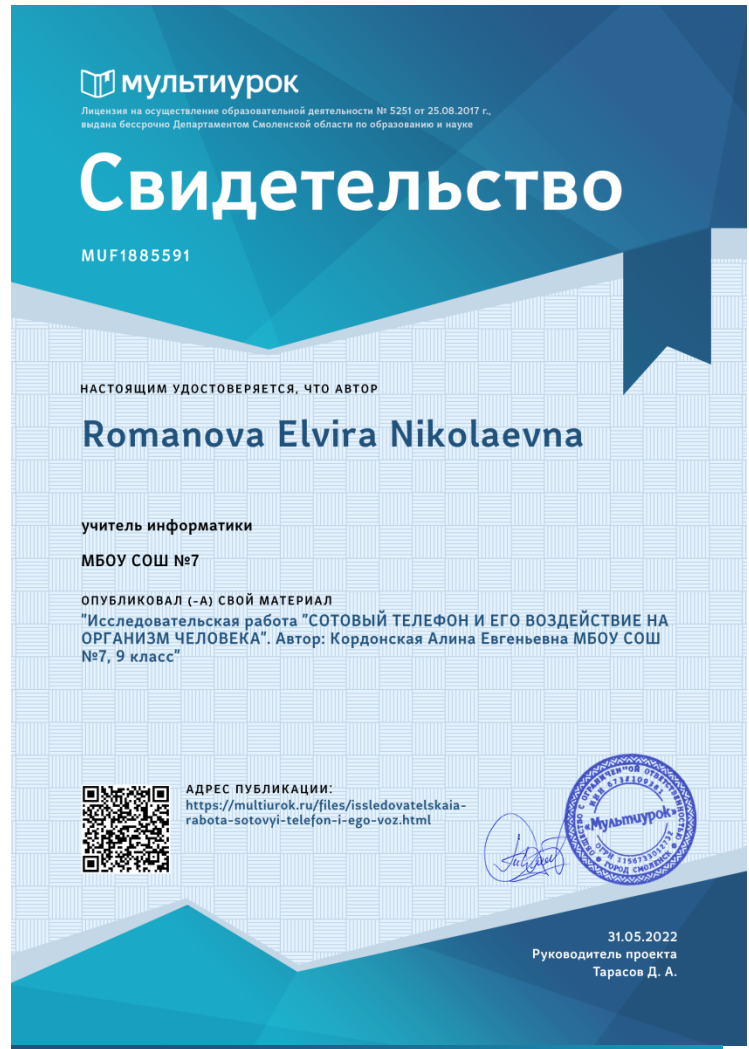 мультиурок
Лицензия на осуществление образовательной деятельности № 5251 от 25.08.2017 г.,
выдана бессрочно Департаментом Смоленской области по образованию и науке
Свидетельство
MUF1885591
НАСТОЯЩИМ УДОСТОВЕРЯЕТСЯ, ЧТО АВТОР
Romanova Elvira Nikolaevna
учитель информатики
МБОУ СОШ №7
ОПУБЛИКОВАЛ (-А) СВОЙ МАТЕРИАЛ
"Исследовательская работа "СОТОВЫЙ ТЕЛЕФОН И ЕГО ВОЗДЕЙСТВИЕ НА
ОРГАНИЗМ ЧЕЛОВЕКА". Автор: Кордонская Алина Евгеньевна МБОУ СОШ
№7, 9 класс"
АДРЕС ПУБЛИКАЦИИ:
https://multiurok.ru/files/issledovatelskaia-
rabota-sotovyi-telefon-i-ego-voz.html
ОБЩЕСТВО С ОГРАНИЧЕННОЙ ОТВЕТСТВЕННОСТЬЮ
«Мультиурок»
ГОРОД СМОЛЕНСК
31.05.2022
Руководитель проекта
Тарасов Д. А.